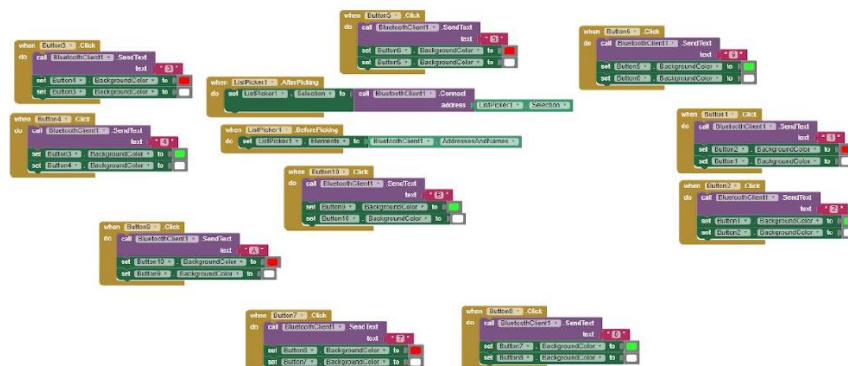 when Button3 .Click
do call BluetoothClient1 .SendText
text "3"
set Button4 . BackgroundColor to
set Button3 . BackgroundColor to
when Button4 .Click
do call BluetoothClient1 .SendText
text "4"
set Button3 . BackgroundColor to
set Button4 . BackgroundColor to
when Button5 .Click
do call BluetoothClient1 .SendText
text "5"
set Button6 . BackgroundColor to
set Button5 . BackgroundColor to
when ListPicker1 .AfterPicking
do set ListPicker1 . Selection to call BluetoothClient1 .Connect
address ListPicker1 . Selection
when ListPicker1 .BeforePicking
do set ListPicker1 . Elements to BluetoothClient1 . AddressesAndNames
when Button6 .Click
do call BluetoothClient1 .SendText
text
set Button5 . BackgroundColor to
set Button6 . BackgroundColor to
when Button1 .Click
do call BluetoothClient1 .SendText
text "1"
set Button2 . BackgroundColor to
set Button1 . BackgroundColor to
when Button2 .Click
do call BluetoothClient1 .SendText
text "2"
set Button1 . BackgroundColor to
set Button2 . BackgroundColor to
when Button10 .Click
do call BluetoothClient1 .SendText
text "B"
set Button9 . BackgroundColor to
set Button10 . BackgroundColor to
when Button9 .Click
do call BluetoothClient1 .SendText
text "A"
set Button10 . BackgroundColor to
set Button9 . BackgroundColor to
when Button7 .Click
do call BluetoothClient1 .SendText
text "7"
set Button8 . BackgroundColor to
set Button7 . BackgroundColor to
when Button8 .Click
do call BluetoothClient1 .SendText
text
set Button7 . BackgroundColor to
set Button8 . BackgroundColor to